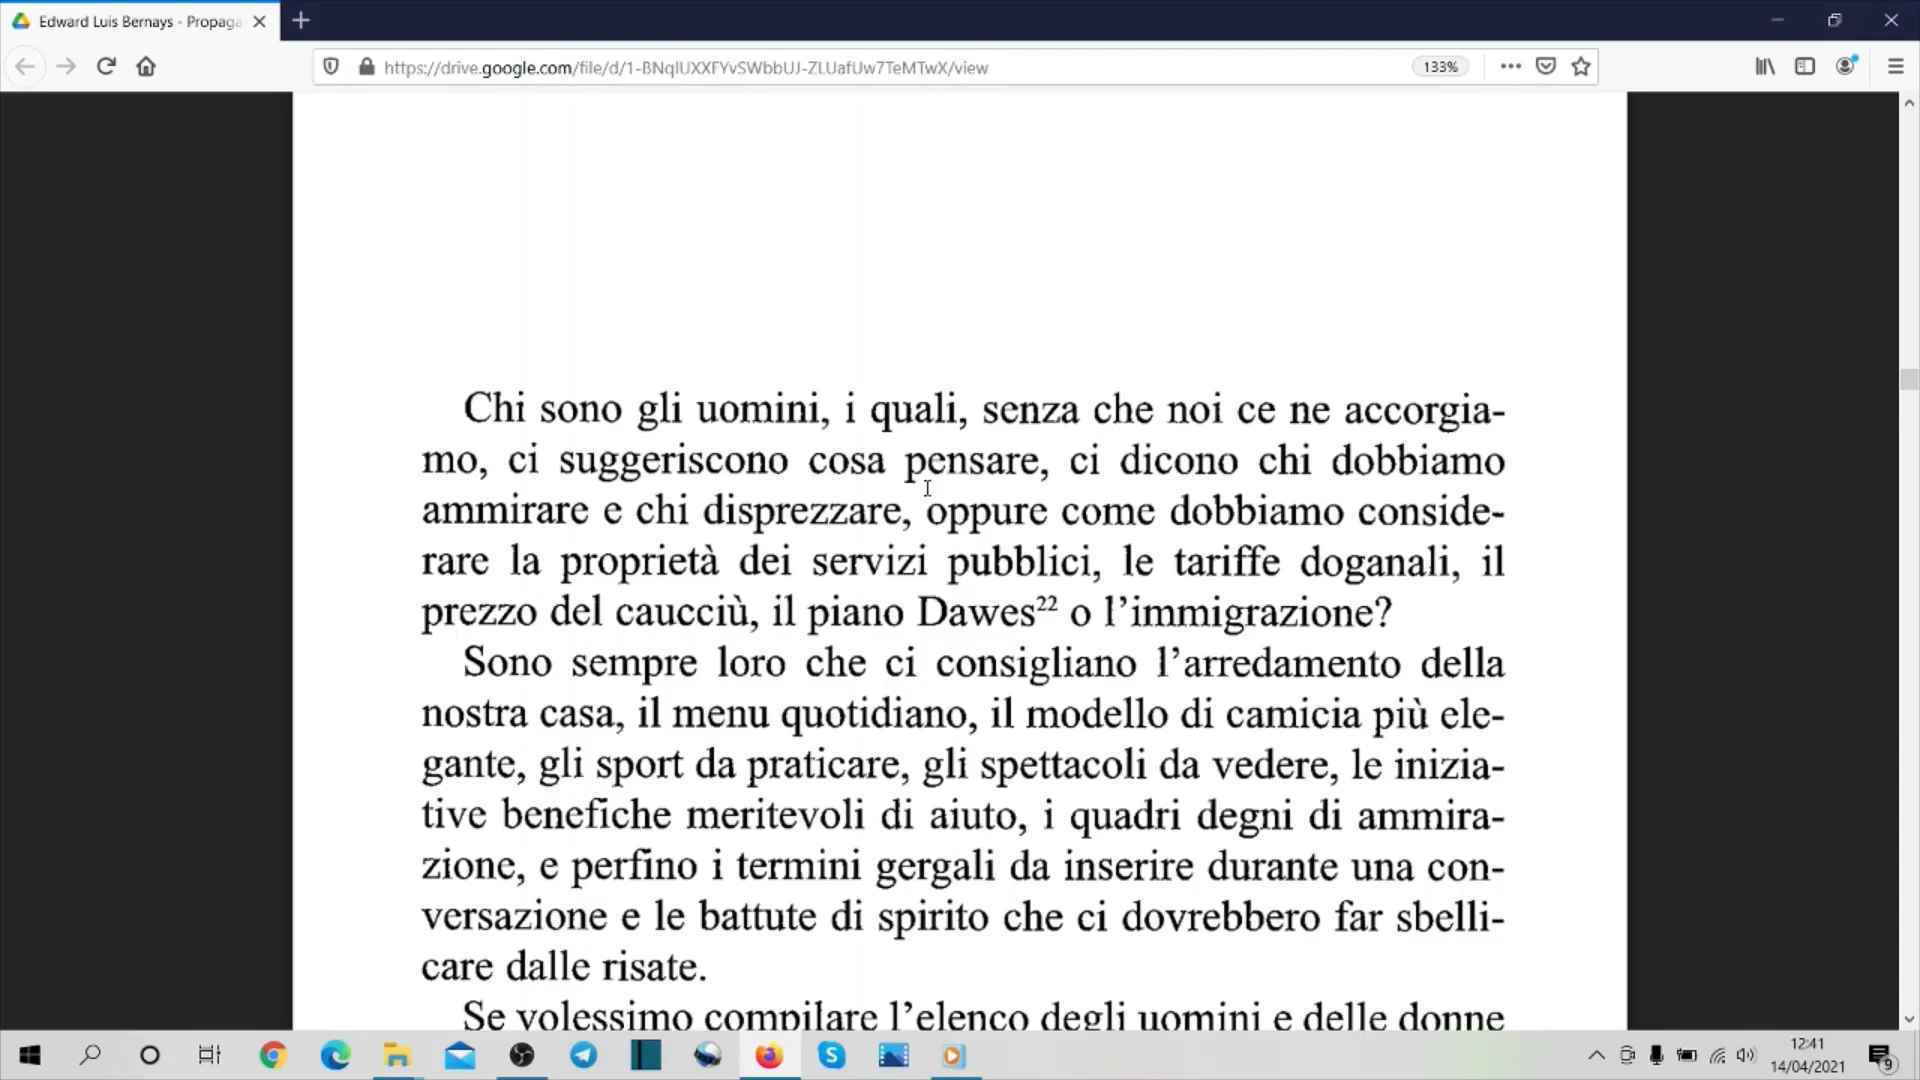 Edward Luis Bernays - Propaga
https://drive.google.com/file/d/1-BNqlUXXFYvSWbbUJ-ZLUafUw7TeMTwX/view
133%
Chi sono gli uomini, i quali, senza che noi ce ne accorgia-
mo, ci suggeriscono cosa pensare, ci dicono chi dobbiamo
ammirare e chi disprezzare, oppure come dobbiamo conside-
rare la proprietà dei servizi pubblici, le tariffe doganali, il
prezzo del caucciù, il piano Dawes²² o l’immigrazione?
Sono sempre loro che ci consigliano l’arredamento della
nostra casa, il menu quotidiano, il modello di camicia più ele-
gante, gli sport da praticare, gli spettacoli da vedere, le inizia-
tive benefiche meritevoli di aiuto, i quadri degni di ammira-
zione, e perfino i termini gergali da inserire durante una con-
versazione e le battute di spirito che ci dovrebbero far sbelli-
care dalle risate.
Se volessimo compilare l’elenco degli uomini e delle donne
12:41
14/04/2021
9